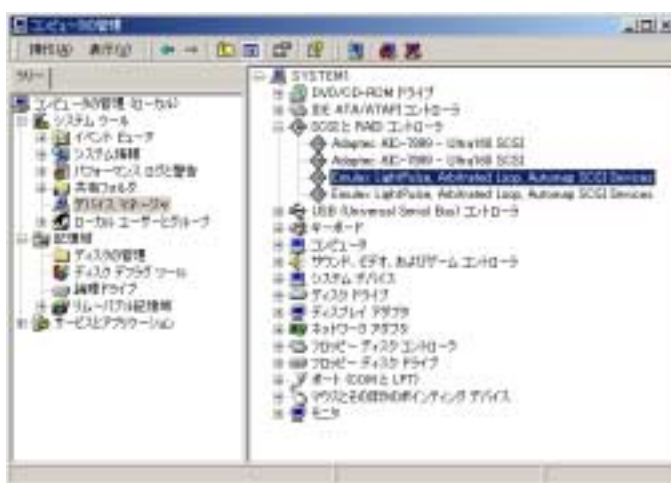 コンピュータの管理
操作(A) 表示(V)
ツリー
コンピュータの管理 (ローカル)
システム ツール
イベント ビューア
システム情報
パフォーマンス ログと警告
共有フォルダ
デバイス マネージャ
ローカル ユーザーとグループ
記憶域
ディスクの管理
ディスク デフラグ ツール
論理ドライブ
リムーバブル記憶域
サービスとアプリケーション
SYSTEM1
DVD/CD-ROM ドライブ
IDE ATA/ATAPI コントローラ
SCSI と RAID コントローラ
Adaptec AIC-7899 - Ultra160 SCSI
Adaptec AIC-7899 - Ultra160 SCSI
Emulex LightPulse, Arbitrated Loop, Automap SCSI Devices
Emulex LightPulse, Arbitrated Loop, Automap SCSI Devices
USB (Universal Serial Bus) コントローラ
キーボード
コンピュータ
サウンド、ビデオ、およびゲーム コントローラ
システム デバイス
ディスク ドライブ
ディスプレイ アダプタ
ネットワーク アダプタ
フロッピー ディスク コントローラ
フロッピー ディスク ドライブ
ポート (COM と LPT)
マウスとそのほかのポインティング デバイス
モニタ